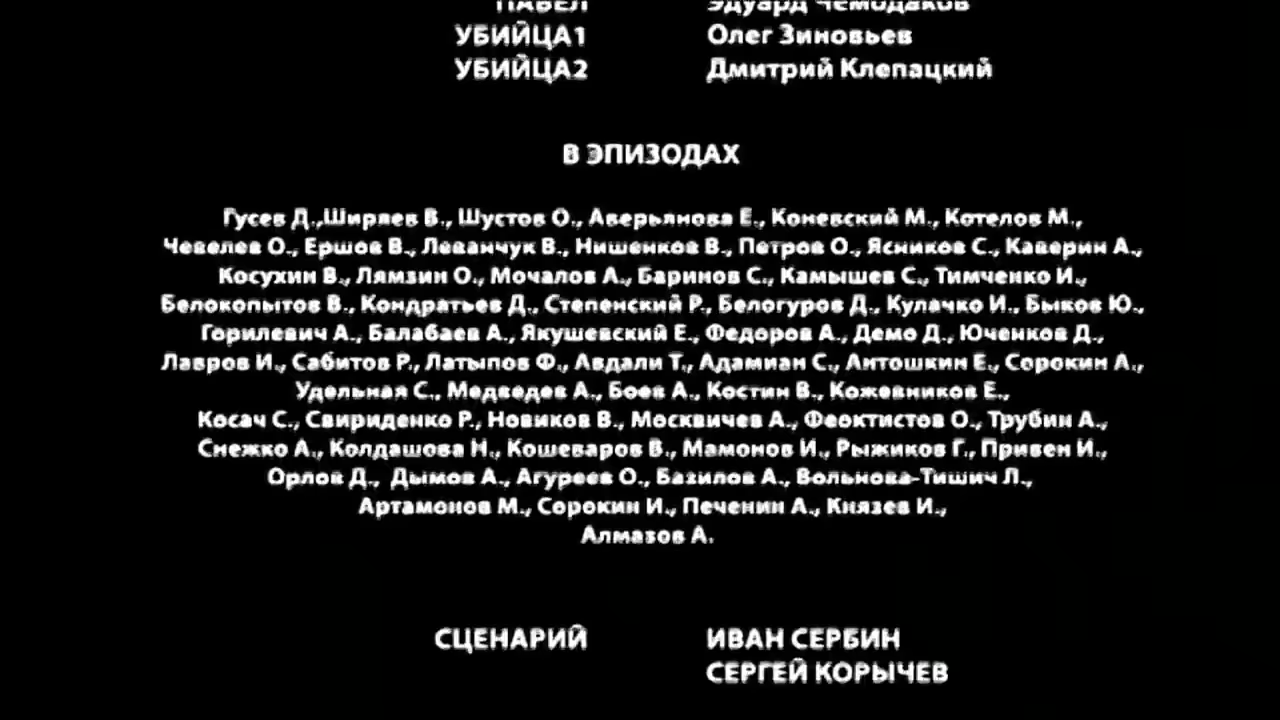 ПАВЕЛ Эдуард Чемодаков
УБИЙЦА1 Олег Зиновьев
УБИЙЦА2 Дмитрий Клепацкий
В ЭПИЗОДАХ
Гусев Д.,Ширяев В., Шустов О., Аверьянова Е., Коневский М., Котелов М.,
Чевелев О., Ершов В., Леванчук В., Нишенков В., Петров О., Ясников С., Каверин А.,
Косухин В., Лямзин О., Мочалов А., Баринов С., Камышев С., Тимченко И.,
Белокопытов В., Кондратьев Д., Степенский Р., Белогуров Д., Кулачко И., Быков Ю.,
Горилевич А., Балабаев А., Якушевский Е., Федоров А., Демо Д., Юченков Д.,
Лавров И., Сабитов Р., Латыпов Ф., Авдали Т., Адамиан С., Антошкин Е., Сорокин А.,
Удельная С., Медведев А., Боев А., Костин В., Кожевников Е.,
Косач С., Свириденко Р., Новиков В., Москвичев А., Феоктистов О., Трубин А.,
Снежко А., Колдашова Н., Кошеваров В., Мамонов И., Рыжиков Г., Привен И.,
Орлов Д., Дымов А., Агуреев О., Базилов А., Вольнова-Тишич Л.,
Артамонов М., Сорокин И., Печенин А., Князев И.,
Алмазов А.
СЦЕНАРИЙ ИВАН СЕРБИН
СЕРГЕЙ КОРЫЧЕВ